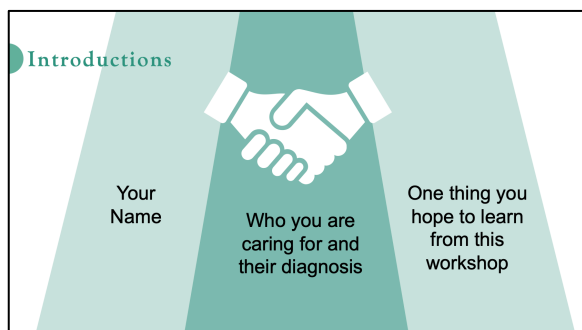 Introductions
Your
Name
Who you are
caring for and
their diagnosis
One thing you
hope to learn
from this
workshop